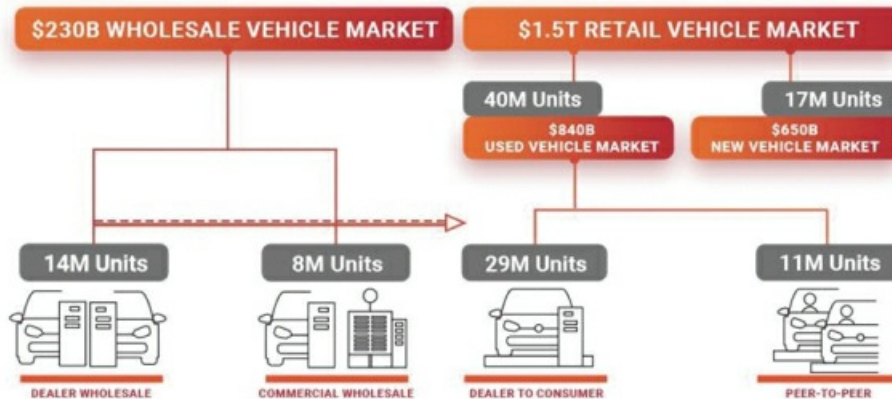 $230B WHOLESALE VEHICLE MARKET
$1.5T RETAIL VEHICLE MARKET
40M Units
17M Units
$840B
USED VEHICLE MARKET
$650B
NEW VEHICLE MARKET
14M Units
8M Units
29M Units
11M Units
DEALER WHOLESALE
COMMERCIAL WHOLESALE
DEALER TO CONSUMER
PEER-TO-PEER